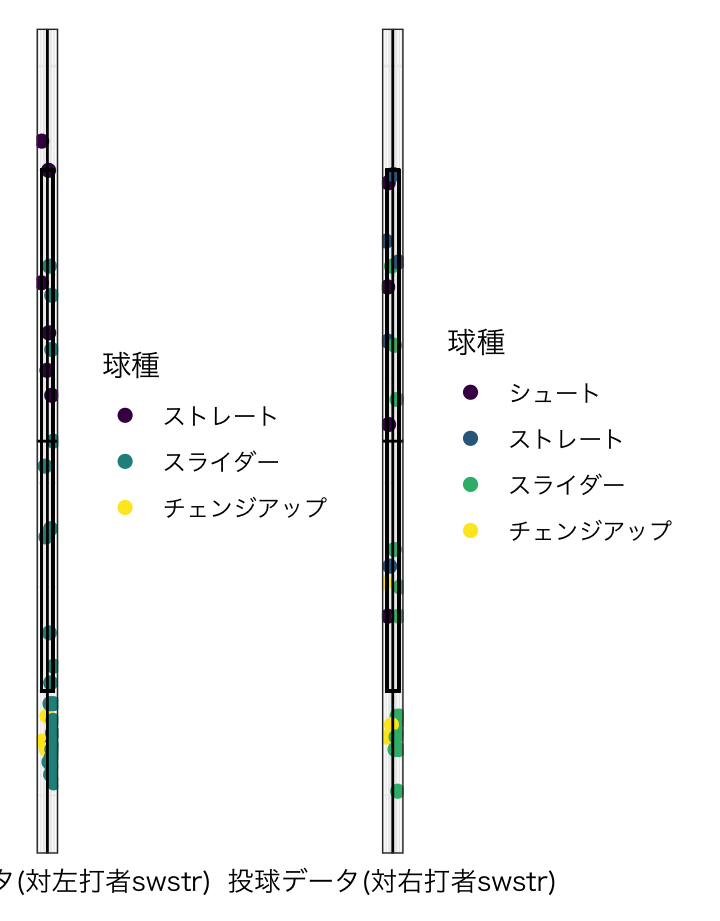 球種
ストレート
スライダー
チェンジアップ
球種
シュート
ストレート
スライダー
チェンジアップ
タ(対左打者swstr)
投球データ(対右打者swstr)